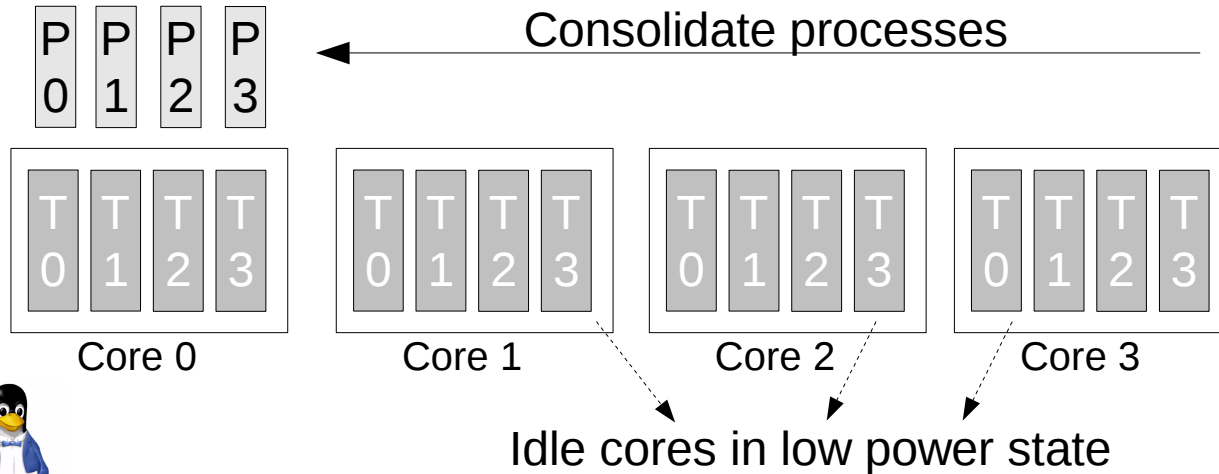 P P P P
0 1 2 3
Consolidate processes
T T T T
0 1 2 3
T T T T
0 1 2 3
T T T T
0 1 2 3
T T T T
0 1 2 3
Core 0
Core 1
Core 2
Core 3
Idle cores in low power state